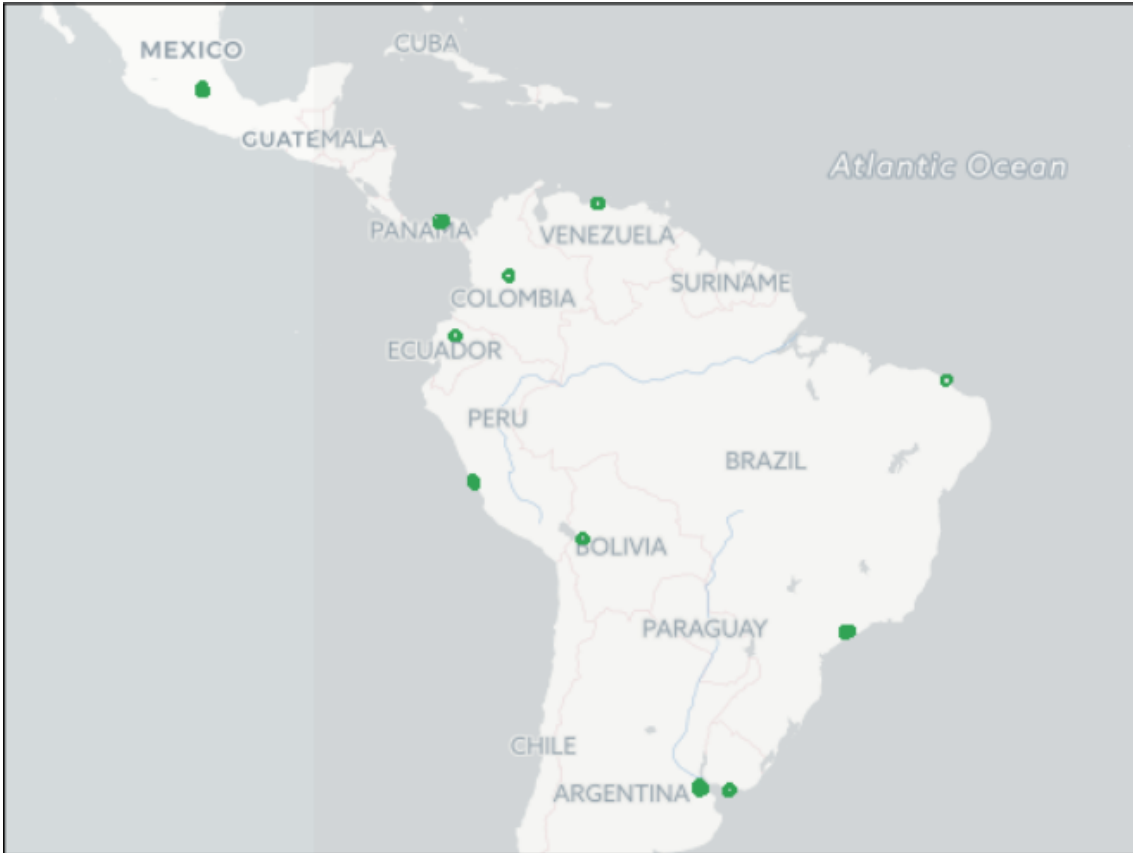 CUBA
MEXICO
GUATEMALA
Atlantic Ocean
PANAMA
VENEZUELA
SURINAME
COLOMBIA
ECUADOR
PERU
BRAZIL
BOLIVIA
PARAGUAY
CHILE
ARGENTINA